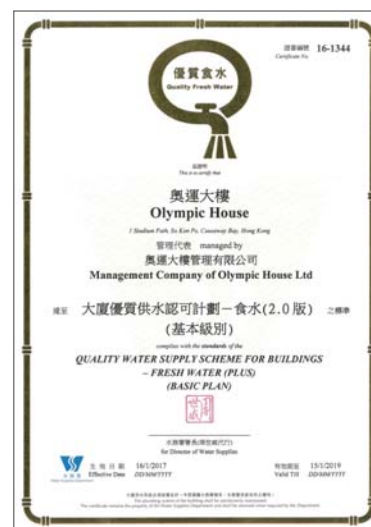 證書編號 16-1344
Certificate No.
優質食水
Quality Fresh Water
茲證明
This is to certify that
奧運大樓
Olympic House
1 Stadium Path, So Kon Po, Causeway Bay, Hong Kong
管理代表 managed by
奧運大樓管理有限公司
Management Company of Olympic House Ltd
達至 大廈優質供水認可計劃－食水(2.0 版) 之標準
(基本級別)
complies with the standards of the
QUALITY WATER SUPPLY SCHEME FOR BUILDINGS
– FRESH WATER (PLUS)
(BASIC PLAN)
for Director of Water Supplies
生效日期 16/1/2017
Effective Date DD/MM/YYYY
有效期至 15/1/2019
Valid Till DD/MM/YYYY
水務署
Water Supplies Department